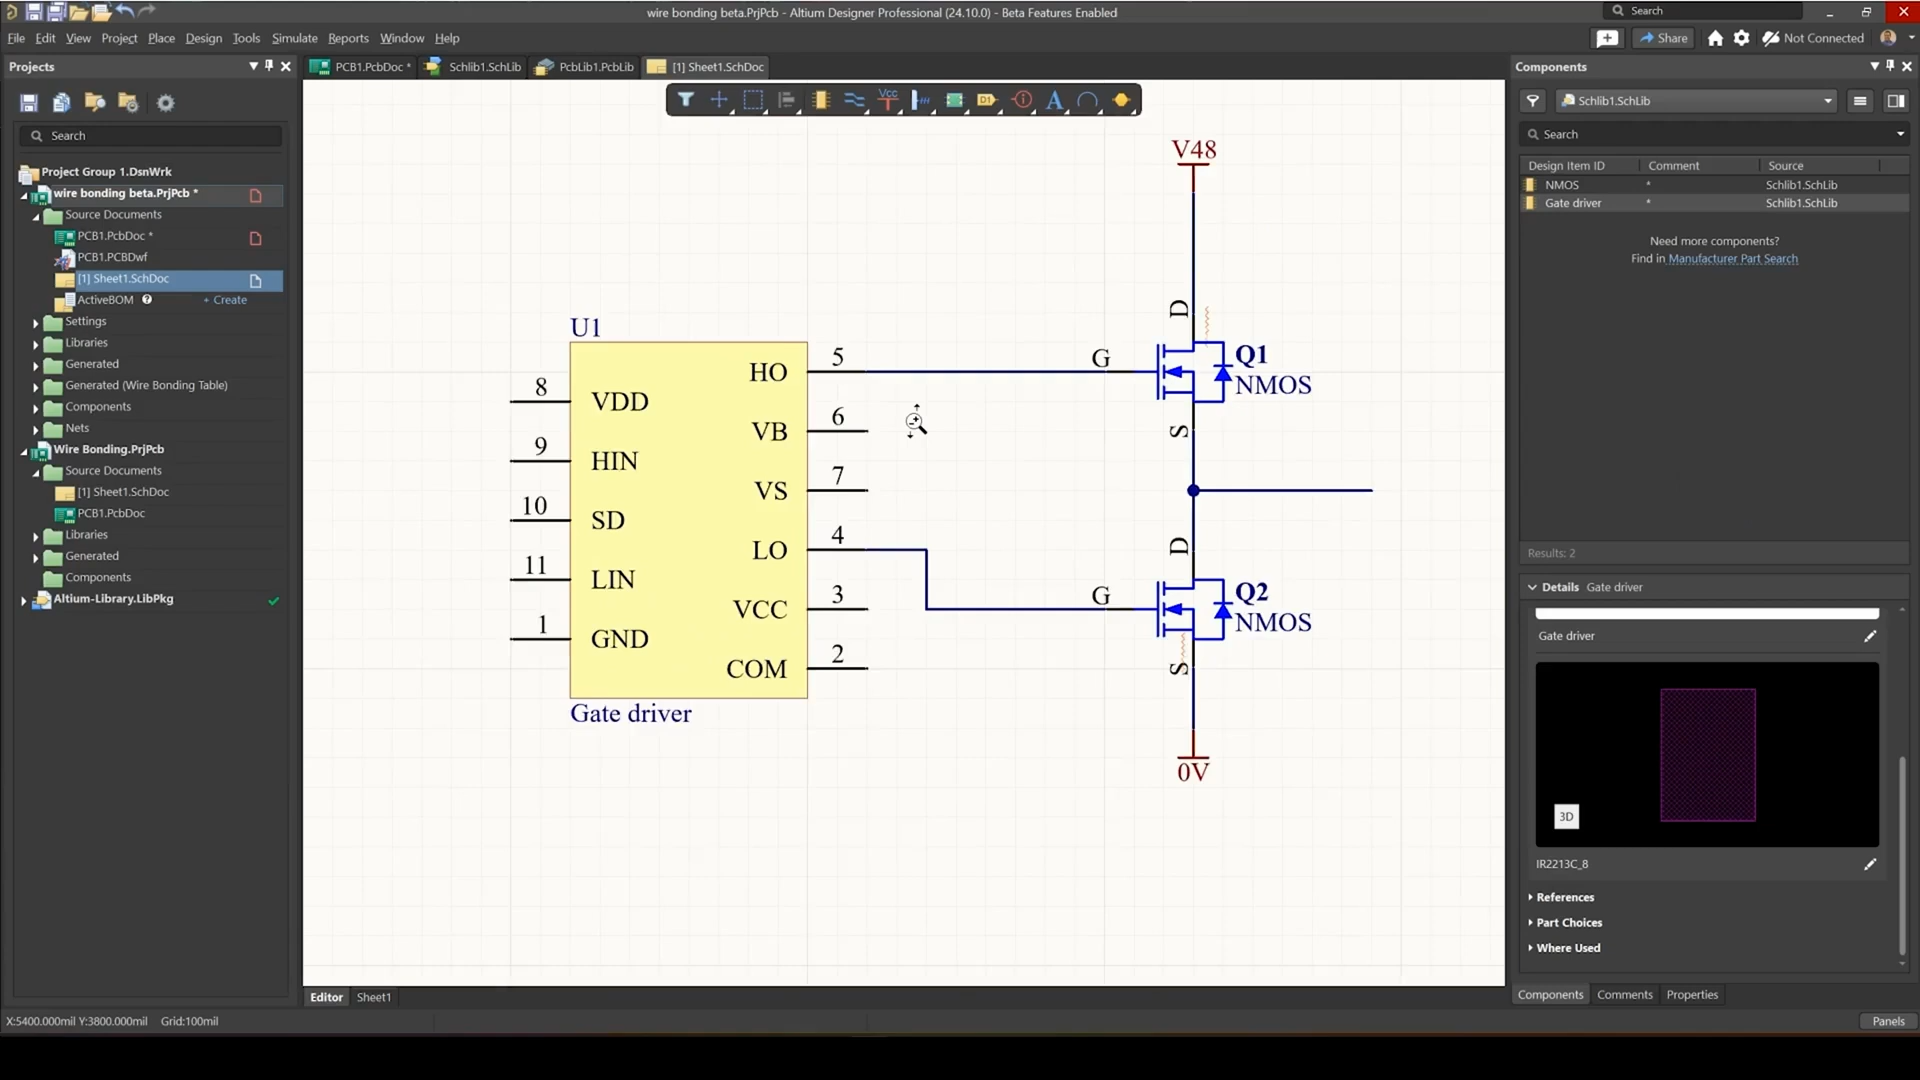 wire bonding beta.PrjPcb - Altium Designer Professional (24.10.0) - Beta Features Enabled
Search
File Edit View Project Place Design Tools Simulate Reports Window Help
Share
Not Connected
Projects
PCB1.PcbDoc *
Schlib1.SchLib
PcbLib1.PcbLib
[1] Sheet1.SchDoc
Search
Project Group 1.DsnWrk
wire bonding beta.PrjPcb *
Source Documents
PCB1.PcbDoc *
PCB1.PCBDwf
[1] Sheet1.SchDoc
ActiveBOM + Create
Settings
Libraries
Generated
Generated (Wire Bonding Table)
Components
Nets
Wire Bonding.PrjPcb
Source Documents
[1] Sheet1.SchDoc
PCB1.PcbDoc
Libraries
Generated
Components
Altium-Library.LibPkg
Vcc
D1
A
V48
D
U1
HO 5
G
Q1
NMOS
8 VDD
VB 6
S
9 HIN
VS 7
10 SD
LO 4
D
11 LIN
G
Q2
NMOS
VCC 3
1 GND
COM 2
S
Gate driver
0V
Editor
Sheet1
X:5400.000mil Y:3800.000mil Grid:100mil
Components
Schlib1.SchLib
Search
Design Item ID Comment Source
NMOS * Schlib1.SchLib
Gate driver * Schlib1.SchLib
Need more components?
Find in Manufacturer Part Search
Results: 2
Details Gate driver
Gate driver
3D
IR2213C_8
References
Part Choices
Where Used
Components Comments Properties
Panels